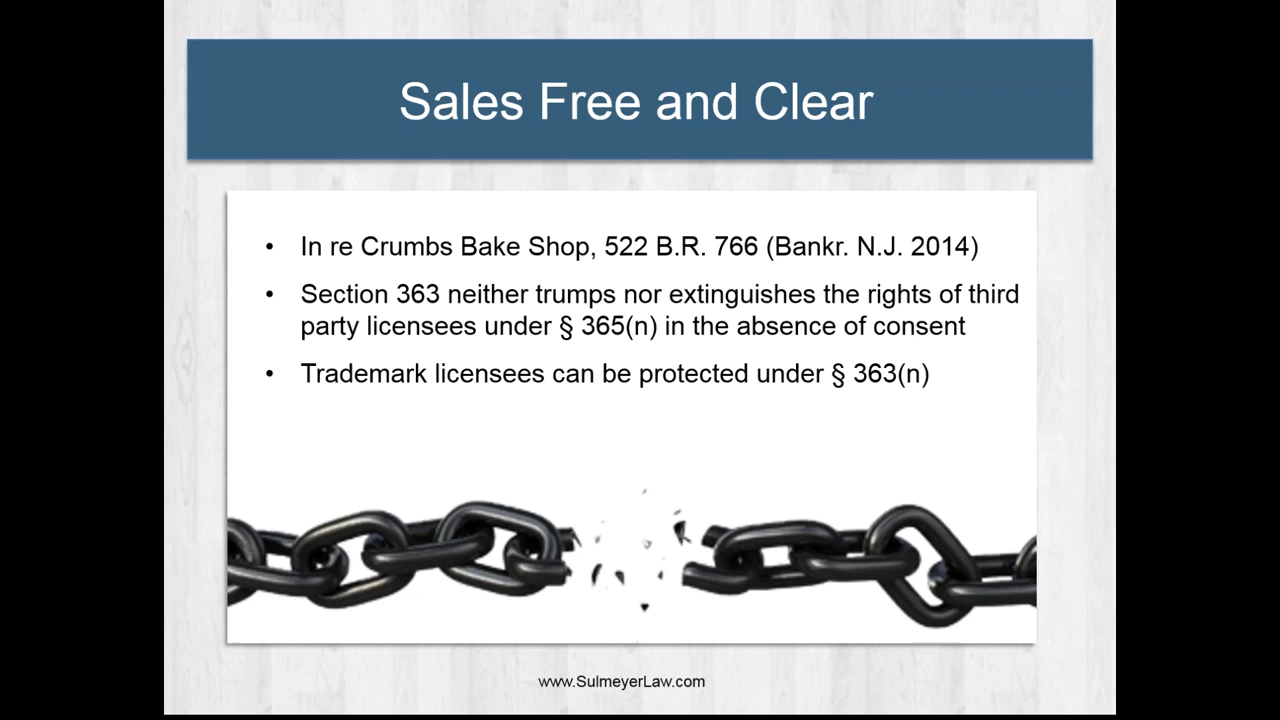 Sales Free and Clear
• In re Crumbs Bake Shop, 522 B.R. 766 (Bankr. N.J. 2014)
• Section 363 neither trumps nor extinguishes the rights of third
party licensees under § 365(n) in the absence of consent
• Trademark licensees can be protected under § 363(n)
www.SulmeyerLaw.com